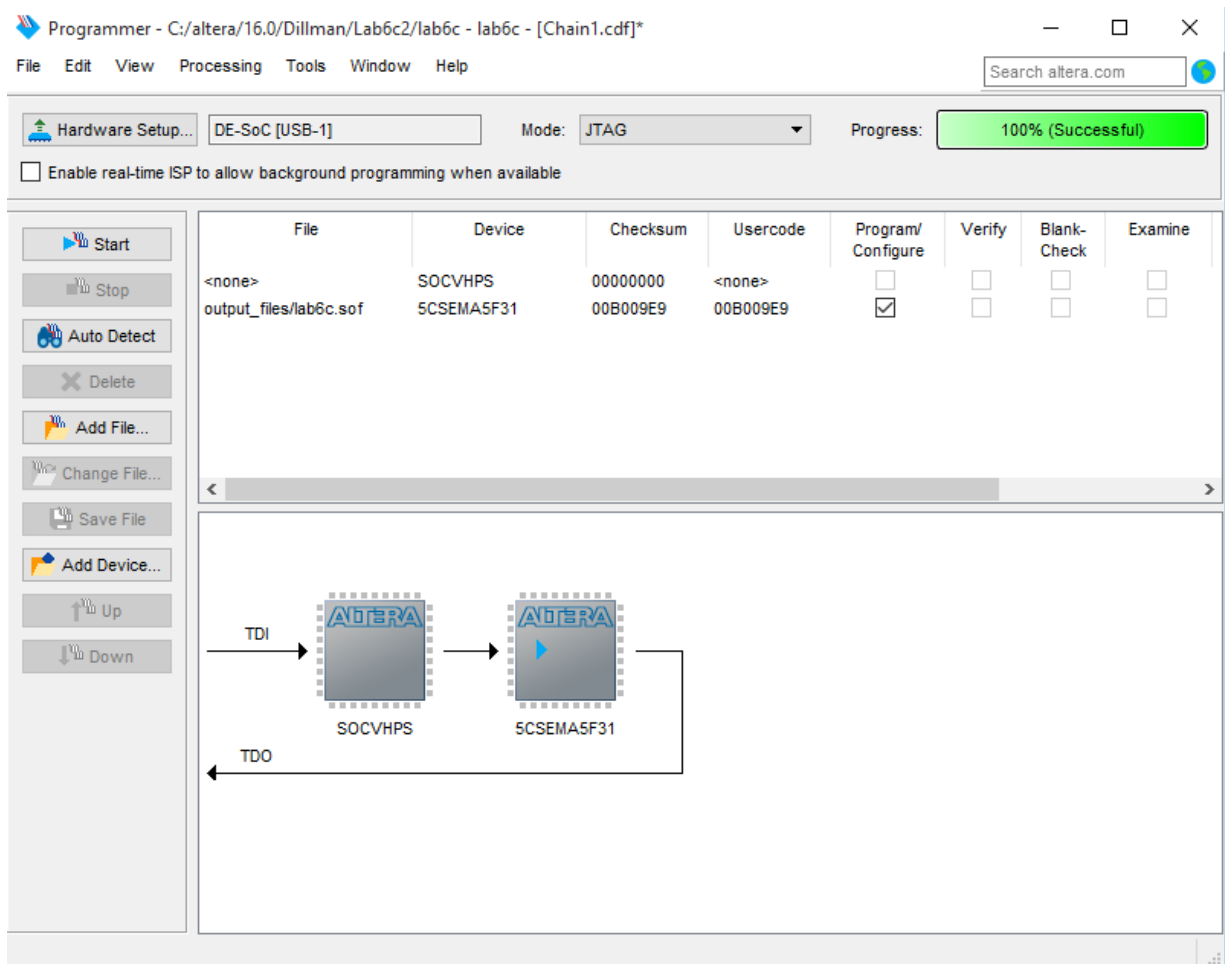 Programmer - C:/altera/16.0/Dillman/Lab6c2/lab6c - lab6c - [Chain1.cdf]*
File Edit View Processing Tools Window Help
Search altera.com
Hardware Setup... DE-SoC [USB-1] Mode: JTAG Progress: 100% (Successful)
Enable real-time ISP to allow background programming when available
Start
Stop
Auto Detect
Delete
Add File...
Change File...
Save File
Add Device...
Up
Down
File Device Checksum Usercode Program/ Configure Verify Blank- Check Examine
<none> SOCVHPS 00000000 <none>
output_files/lab6c.sof 5CSEMA5F31 00B009E9 00B009E9
TDI
ALTERA ALTERA
SOCVHPS 5CSEMA5F31
TDO